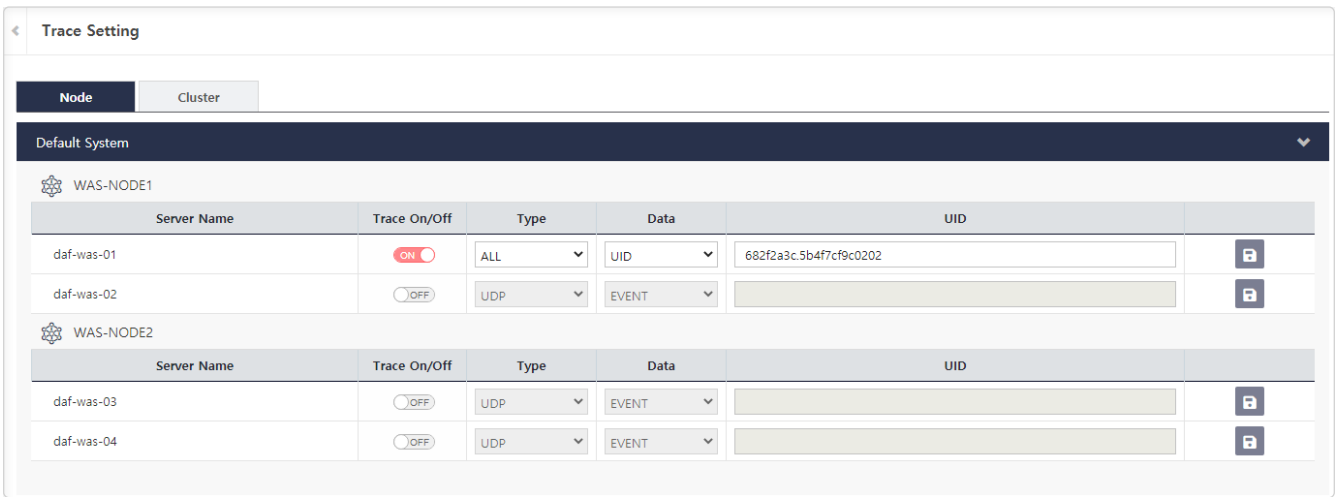 Trace Setting
Node Cluster
Default System
WAS-NODE1
Server Name Trace On/Off Type Data UID
daf-was-01 ON ALL UID 682f2a3c.5b4f7cf9c0202
daf-was-02 OFF UDP EVENT
WAS-NODE2
Server Name Trace On/Off Type Data UID
daf-was-03 OFF UDP EVENT
daf-was-04 OFF UDP EVENT